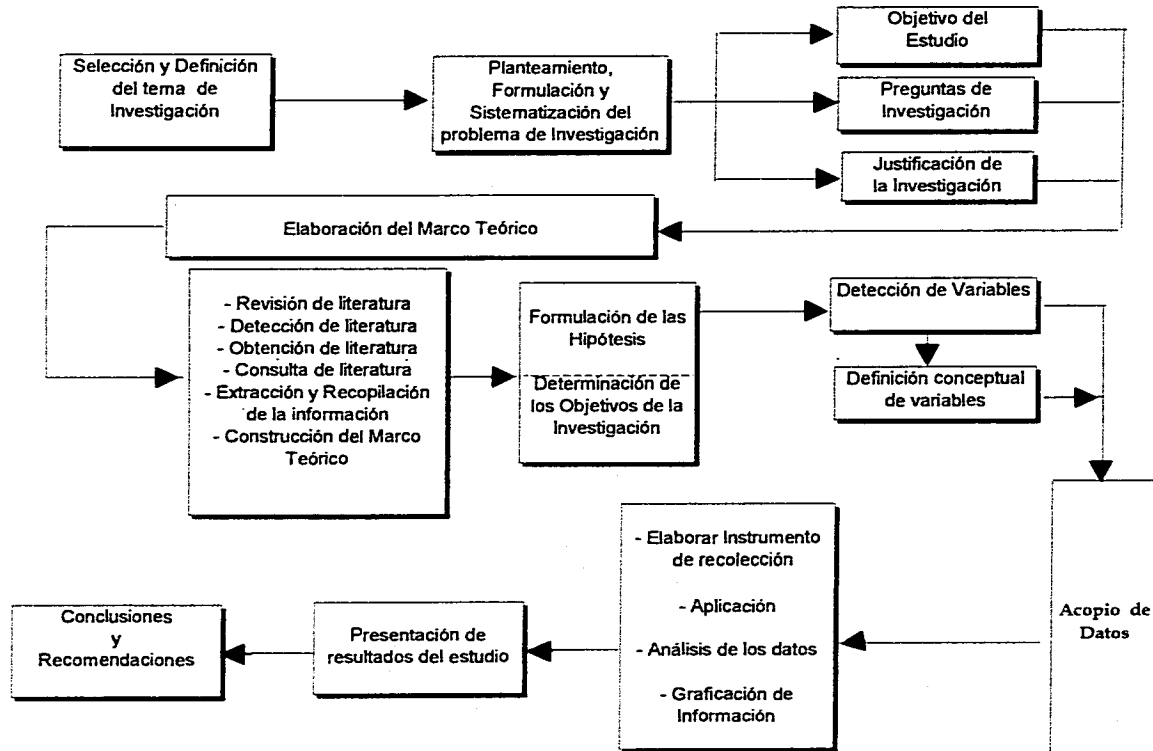 Selección y Definición
del tema de
Investigación
Planteamiento,
Formulación y
Sistematización del
problema de Investigación
Objetivo del
Estudio
Preguntas de
Investigación
Justificación de
la Investigación
Elaboración del Marco Teórico
- Revisión de literatura
- Detección de literatura
- Obtención de literatura
- Consulta de literatura
- Extracción y Recopilación
de la información
- Construcción del Marco
Teórico
Formulación de las
Hipótesis
Determinación de
los Objetivos de la
Investigación
Detección de Variables
Definición conceptual
de variables
Acopio de
Datos
- Elaborar Instrumento
de recolección
- Aplicación
- Análisis de los datos
- Graficación de
Información
Presentación de
resultados del estudio
Conclusiones
y
Recomendaciones